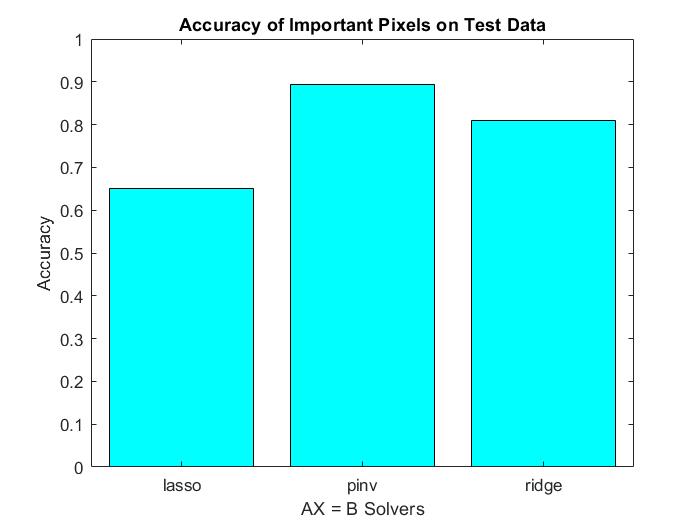 Accuracy of Important Pixels on Test Data
1
0.9
0.8
0.7
0.6
0.5
0.4
0.3
0.2
0.1
0
Accuracy
lasso pinv ridge
AX = B Solvers